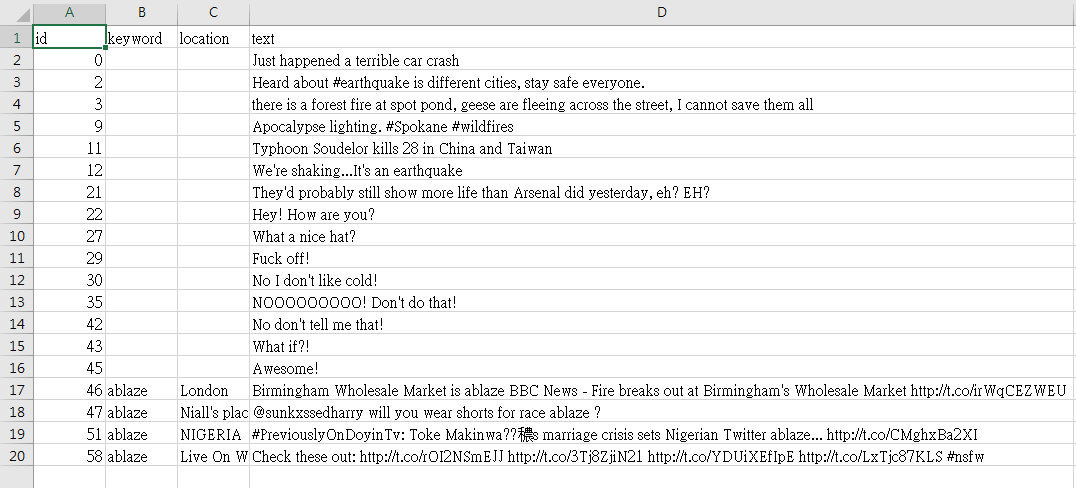 A B C D
1 id keyword location text
2 0 Just happened a terrible car crash
3 2 Heard about #earthquake is different cities, stay safe everyone.
4 3 there is a forest fire at spot pond, geese are fleeing across the street, I cannot save them all
5 9 Apocalypse lighting. #Spokane #wildfires
6 11 Typhoon Soudelor kills 28 in China and Taiwan
7 12 We're shaking...It's an earthquake
8 21 They'd probably still show more life than Arsenal did yesterday, eh? EH?
9 22 Hey! How are you?
10 27 What a nice hat?
11 29 Fuck off!
12 30 No I don't like cold!
13 35 NOOOOOOOOO! Don't do that!
14 42 No don't tell me that!
15 43 What if?!
16 45 Awesome!
17 46 ablaze London Birmingham Wholesale Market is ablaze BBC News - Fire breaks out at Birmingham's Wholesale Market http://t.co/irWqCEZWEU
18 47 ablaze Niall's plac @sunkxssedharry will you wear shorts for race ablaze ?
19 51 ablaze NIGERIA #PreviouslyOnDoyinTv: Toke Makinwa??穠s marriage crisis sets Nigerian Twitter ablaze... http://t.co/CMghxBa2XI
20 58 ablaze Live On W Check these out: http://t.co/rOI2NSmEJJ http://t.co/3Tj8ZjiN21 http://t.co/YDUiXEfIpE http://t.co/LxTjc87KLS #nsfw